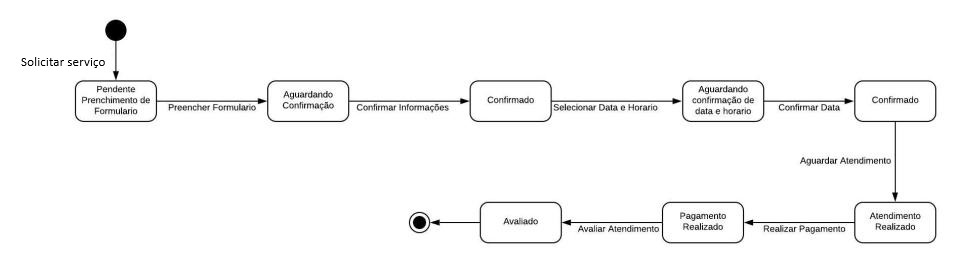 Solicitar serviço
Pendente
Prenchimento de
Formulario
Preencher Formulario
Aguardando
Confirmação
Confirmar Informações
Confirmado
Selecionar Data e Horario
Aguardando
confirmação de
data e horario
Confirmar Data
Confirmado
Aguardar Atendimento
Atendimento
Realizado
Realizar Pagamento
Pagamento
Realizado
Avaliar Atendimento
Avaliado